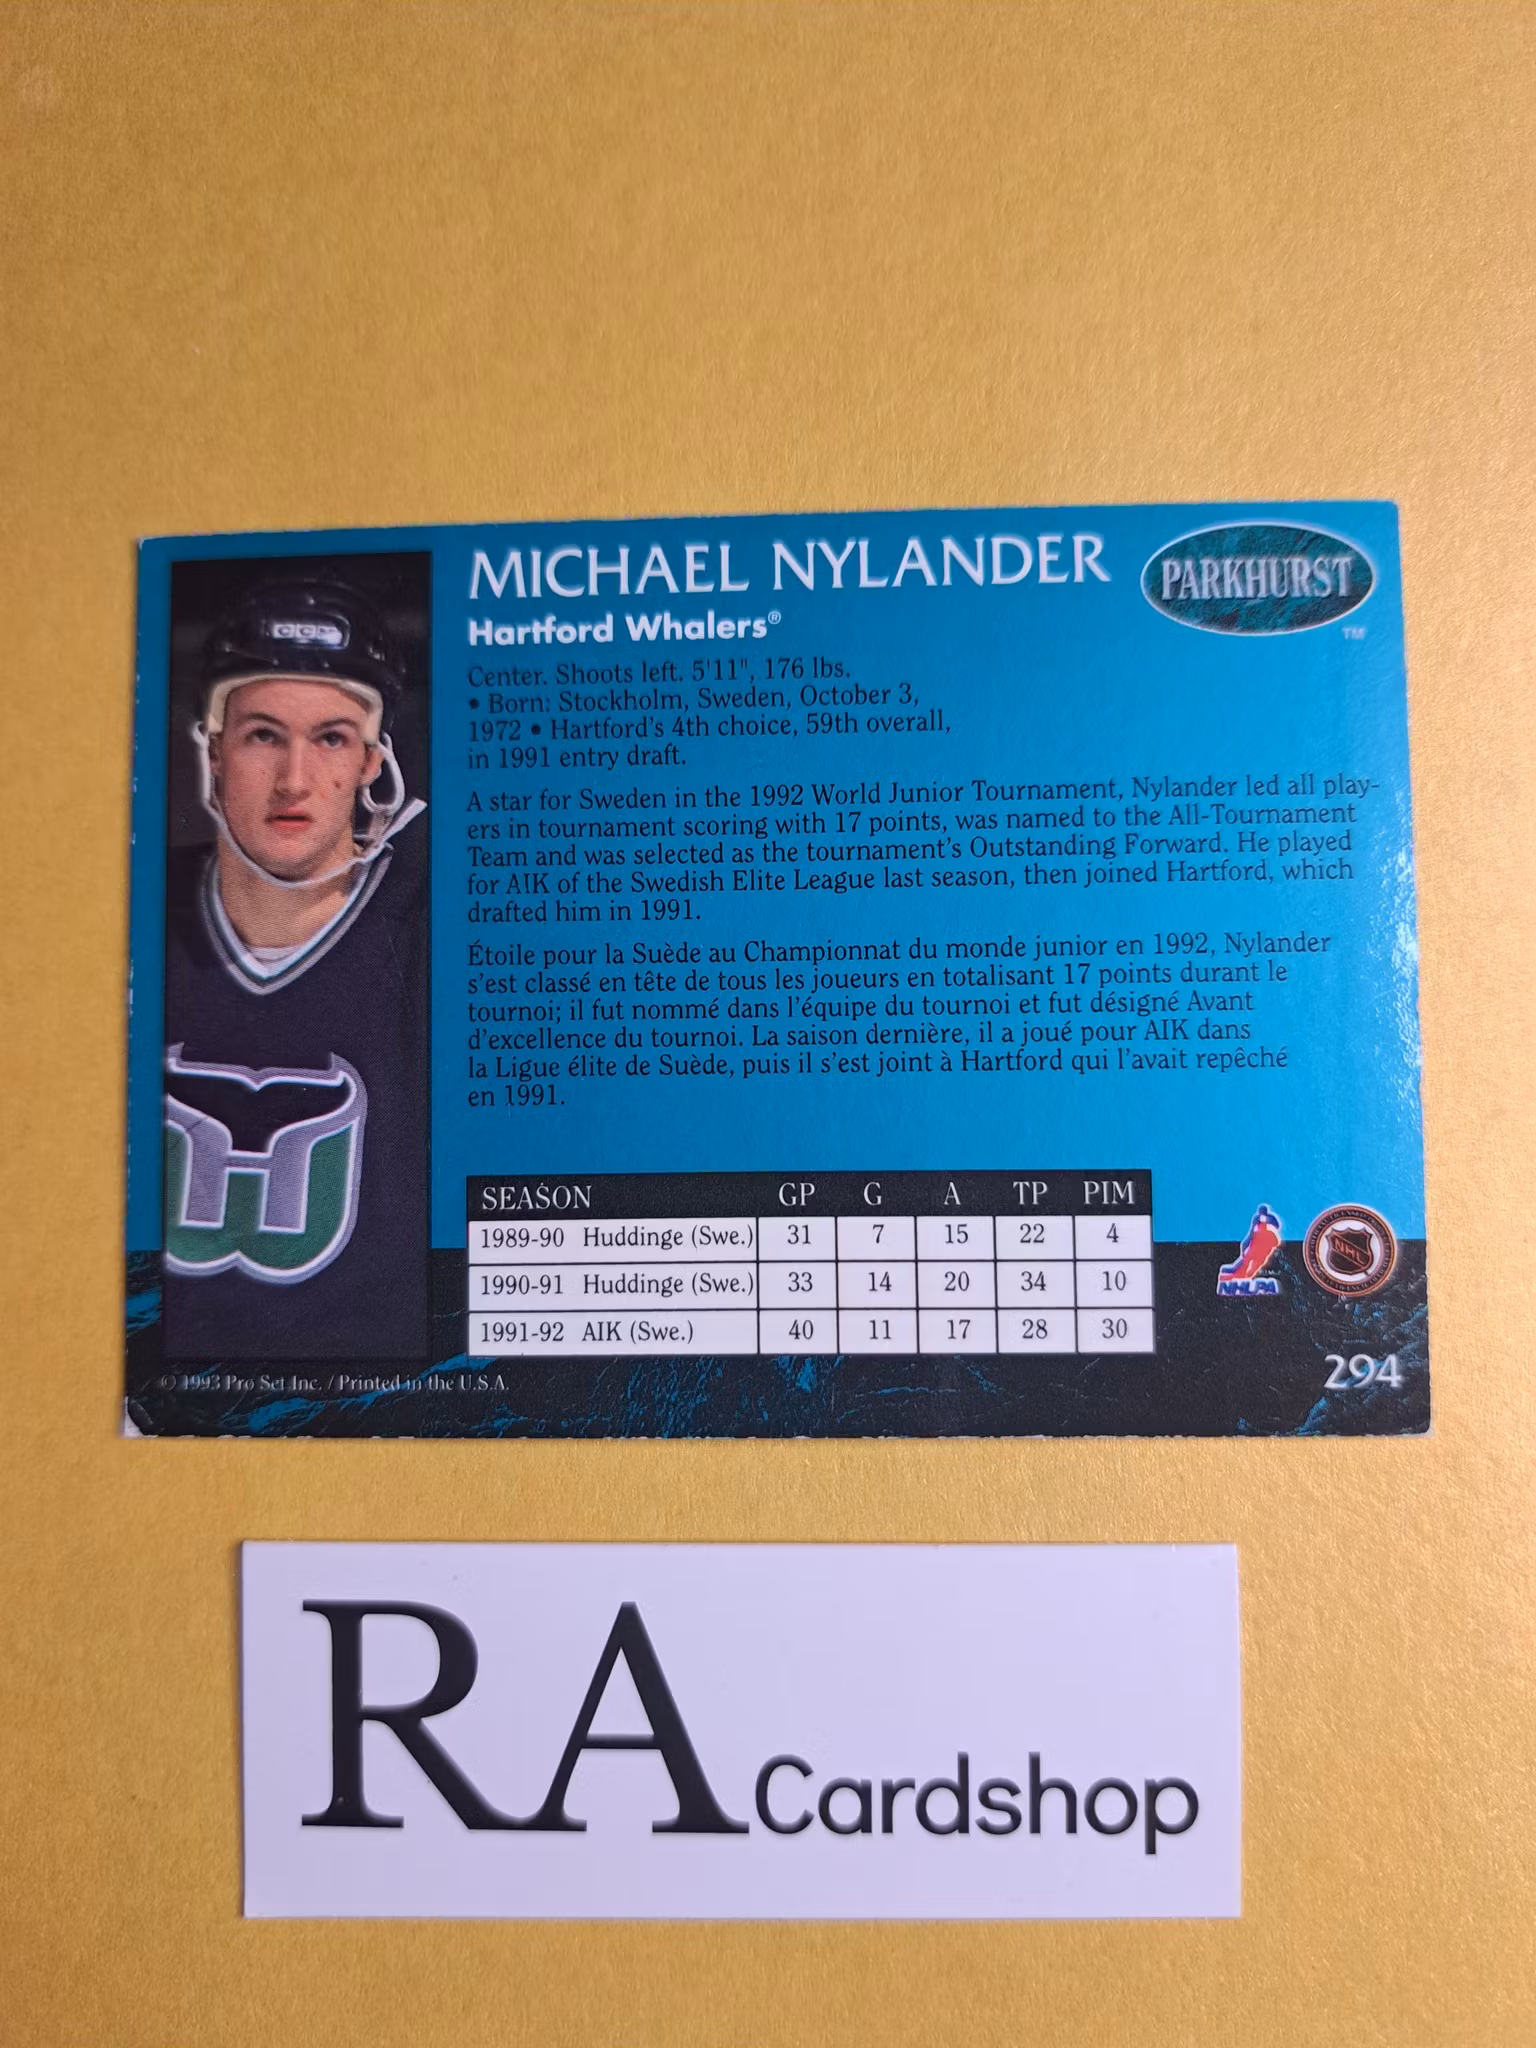 MICHAEL NYLANDER
PARKHURST
TM
Hartford Whalers®
Center. Shoots left. 5'11", 176 lbs.
• Born: Stockholm, Sweden, October 3,
1972 • Hartford's 4th choice, 59th overall,
in 1991 entry draft.
A star for Sweden in the 1992 World Junior Tournament, Nylander led all play-
ers in tournament scoring with 17 points, was named to the All-Tournament
Team and was selected as the tournament's Outstanding Forward. He played
for AIK of the Swedish Elite League last season, then joined Hartford, which
drafted him in 1991.
Étoile pour la Suède au Championnat du monde junior en 1992, Nylander
s'est classé en tête de tous les joueurs en totalisant 17 points durant le
tournoi; il fut nommé dans l'équipe du tournoi et fut désigné Avant
d'excellence du tournoi. La saison dernière, il a joué pour AIK dans
la Ligue élite de Suède, puis il s'est joint à Hartford qui l'avait repêché
en 1991.
SEASON GP G A TP PIM
1989-90 Huddinge (Swe.) 31 7 15 22 4
1990-91 Huddinge (Swe.) 33 14 20 34 10
1991-92 AIK (Swe.) 40 11 17 28 30
CCM
NHLPA
NHL
294
© 1993 Pro Set Inc. / Printed in the U.S.A.
RA Cardshop